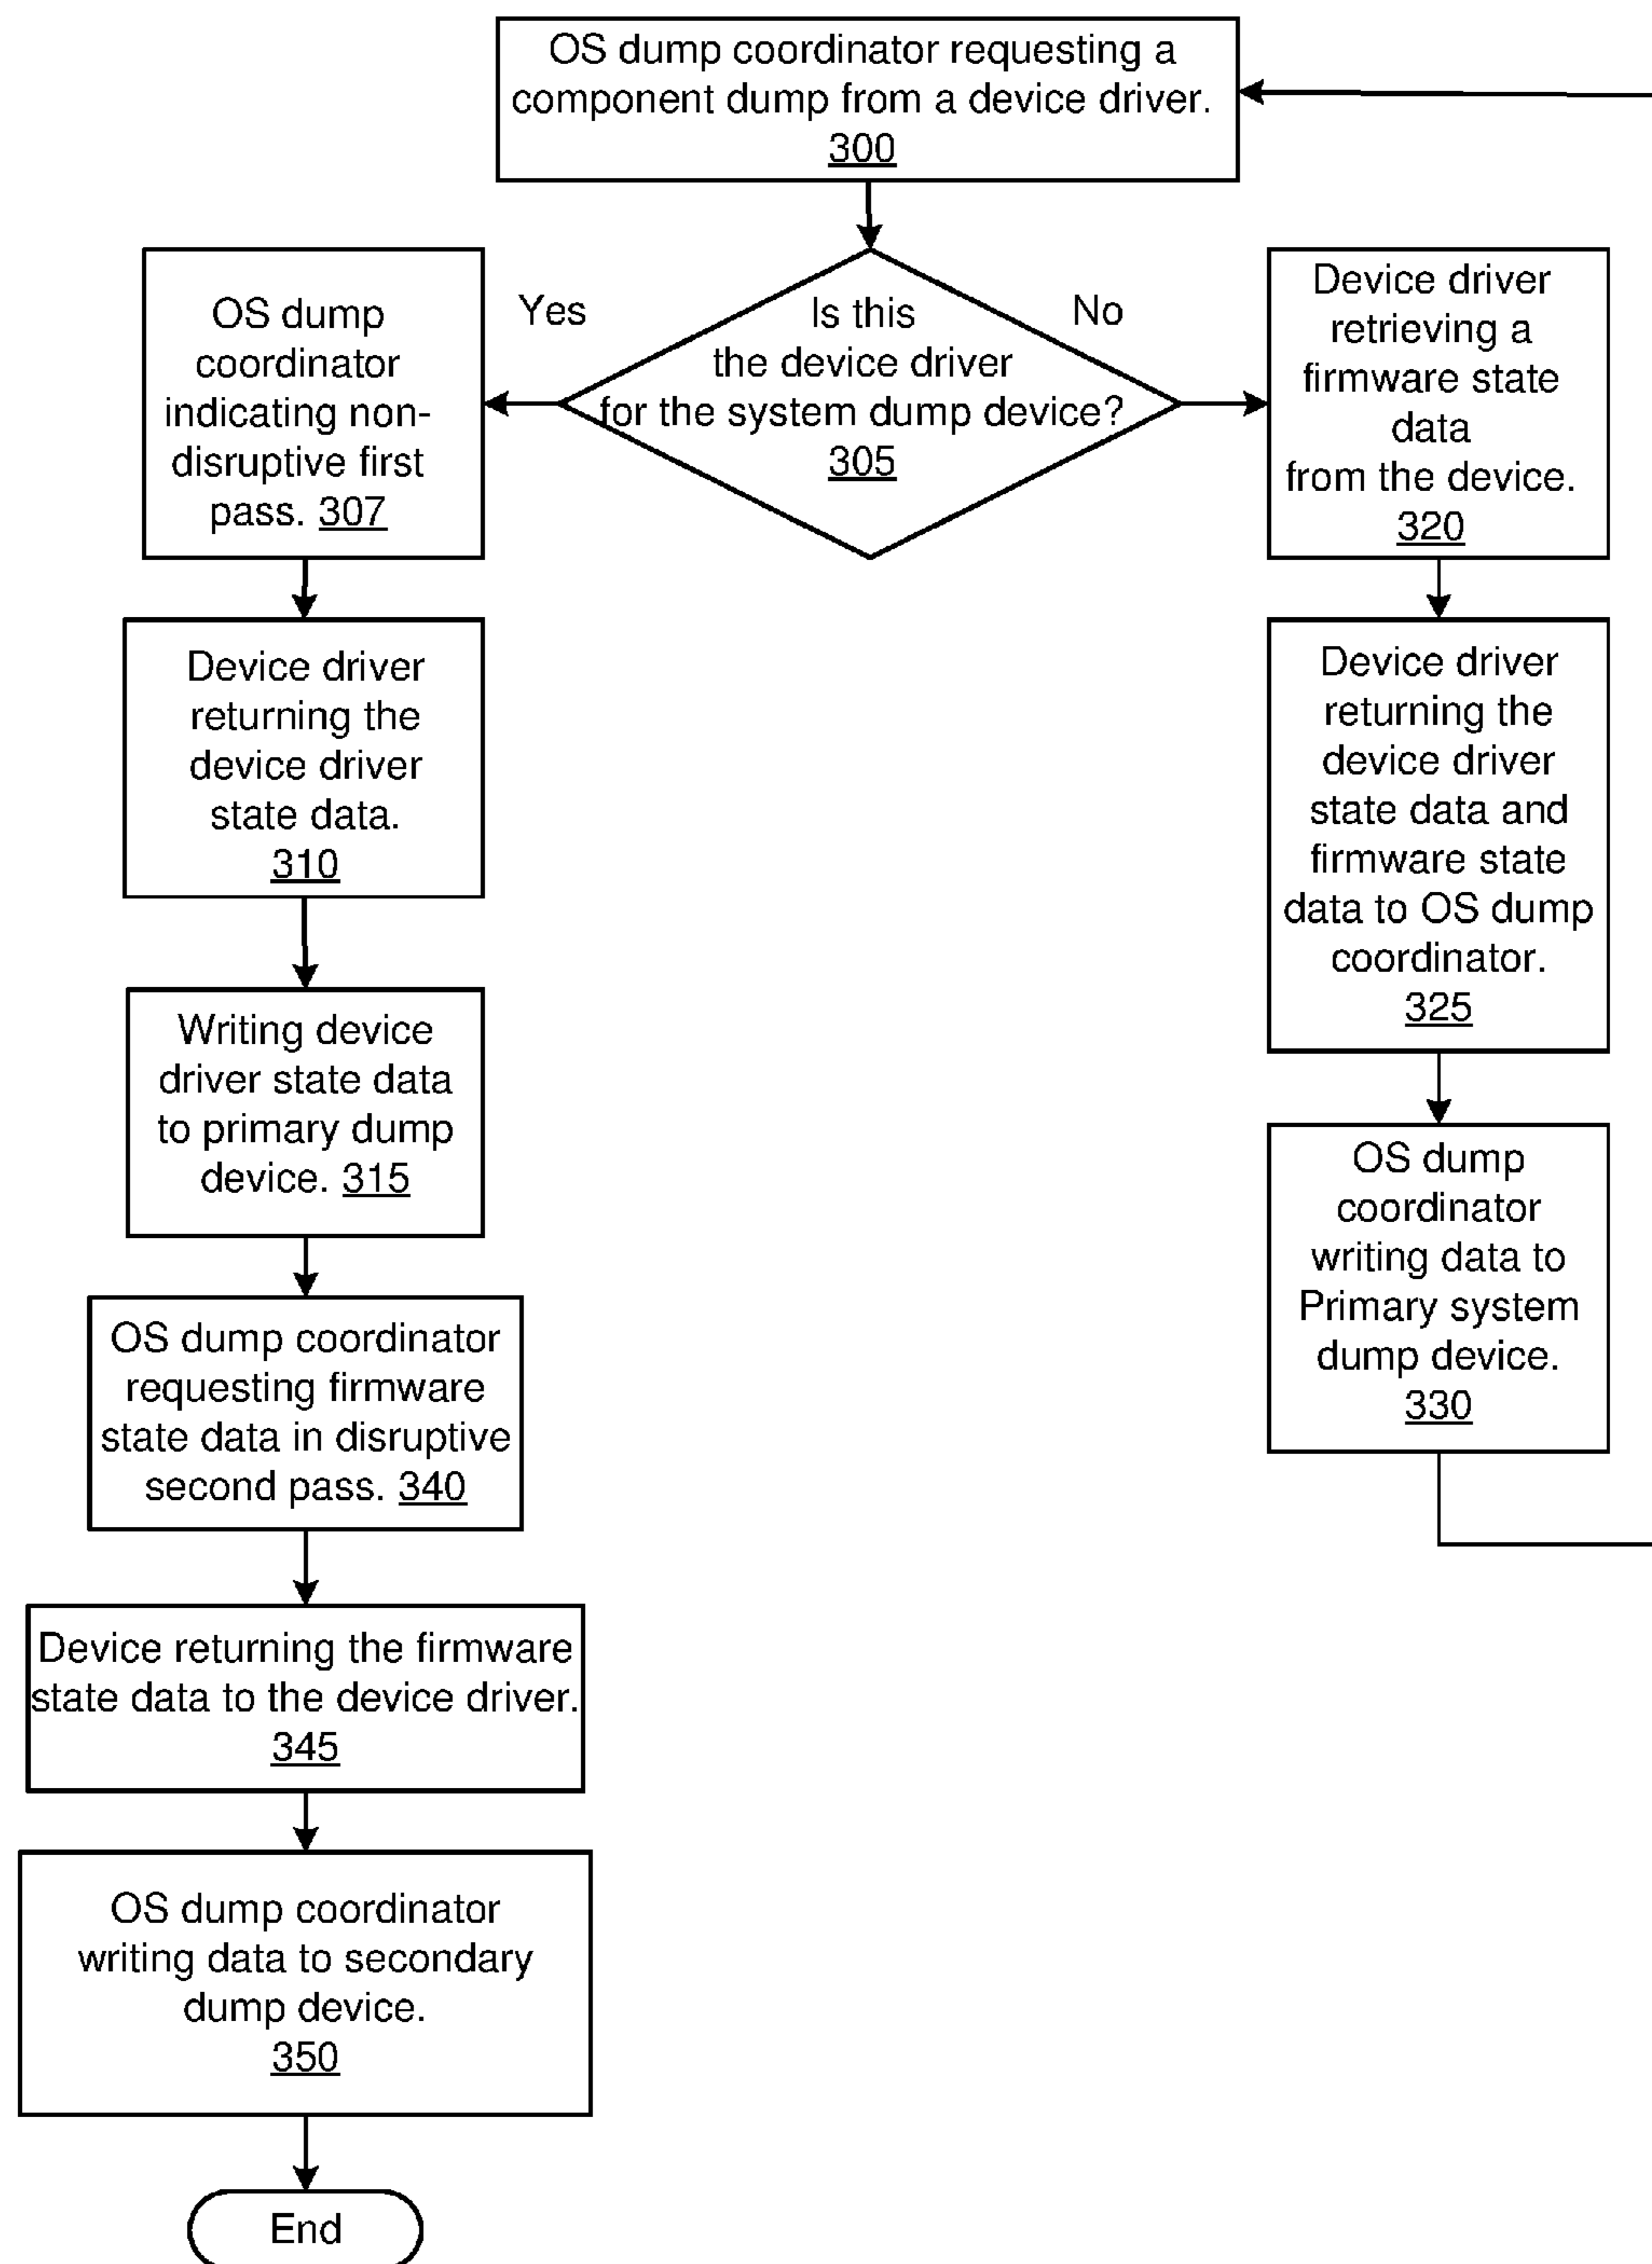 OS dump coordinator requesting a
component dump from a device driver.
300
Yes
Is this
the device driver
for the system dump device?
305
No
OS dump
coordinator
indicating non-
disruptive first
pass. 307
Device driver
retrieving a
firmware state
data
from the device.
320
Device driver
returning the
device driver
state data.
310
Device driver
returning the
device driver
state data and
firmware state
data to OS dump
coordinator.
325
Writing device
driver state data
to primary dump
device. 315
OS dump
coordinator
writing data to
Primary system
dump device.
330
OS dump coordinator
requesting firmware
state data in disruptive
second pass. 340
Device returning the firmware
state data to the device driver.
345
OS dump coordinator
writing data to secondary
dump device.
350
End